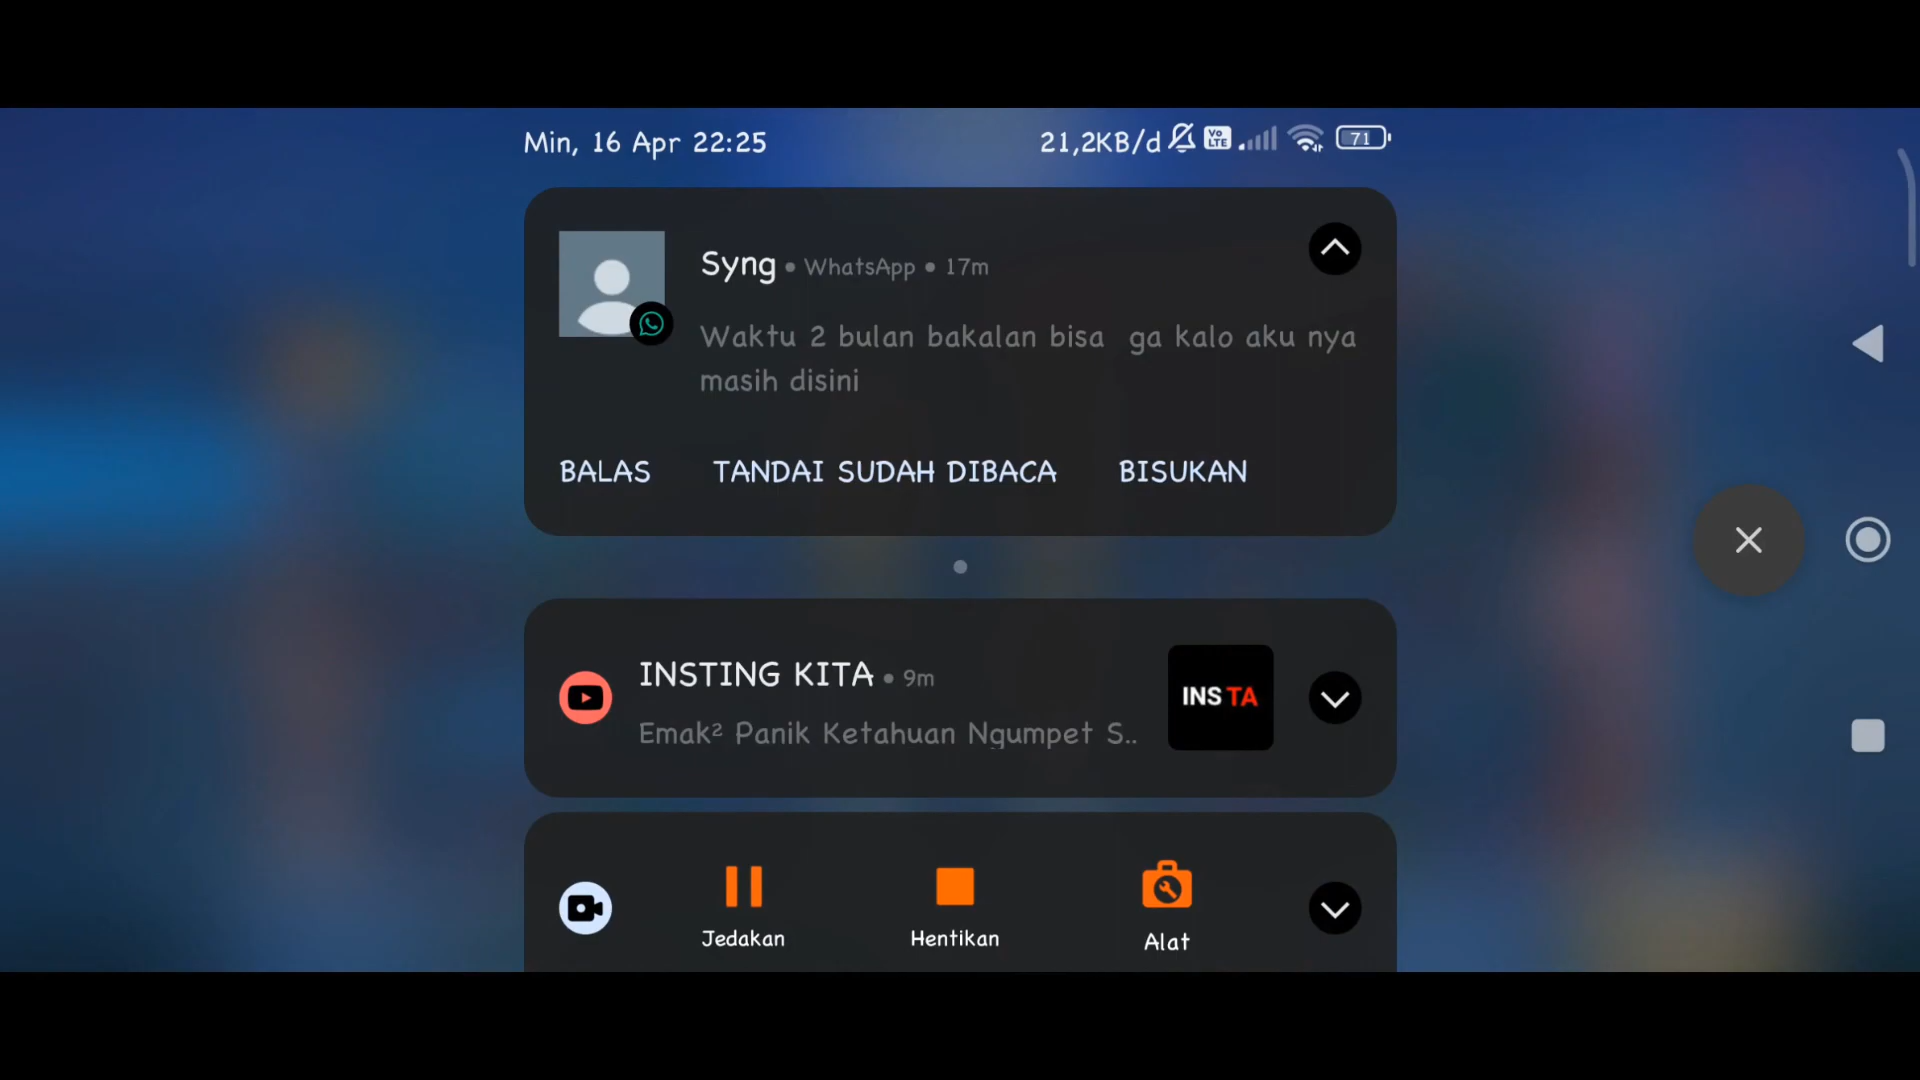 Min, 16 Apr 22:25 21,2KB/d Vo LTE 71
Syng • WhatsApp • 17m
Waktu 2 bulan bakalan bisa  ga kalo aku nya
masih disini
BALAS TANDAI SUDAH DIBACA BISUKAN
INSTING KITA • 9m
Emak² Panik Ketahuan Ngumpet S..
INS TA
Jedakan Hentikan Alat